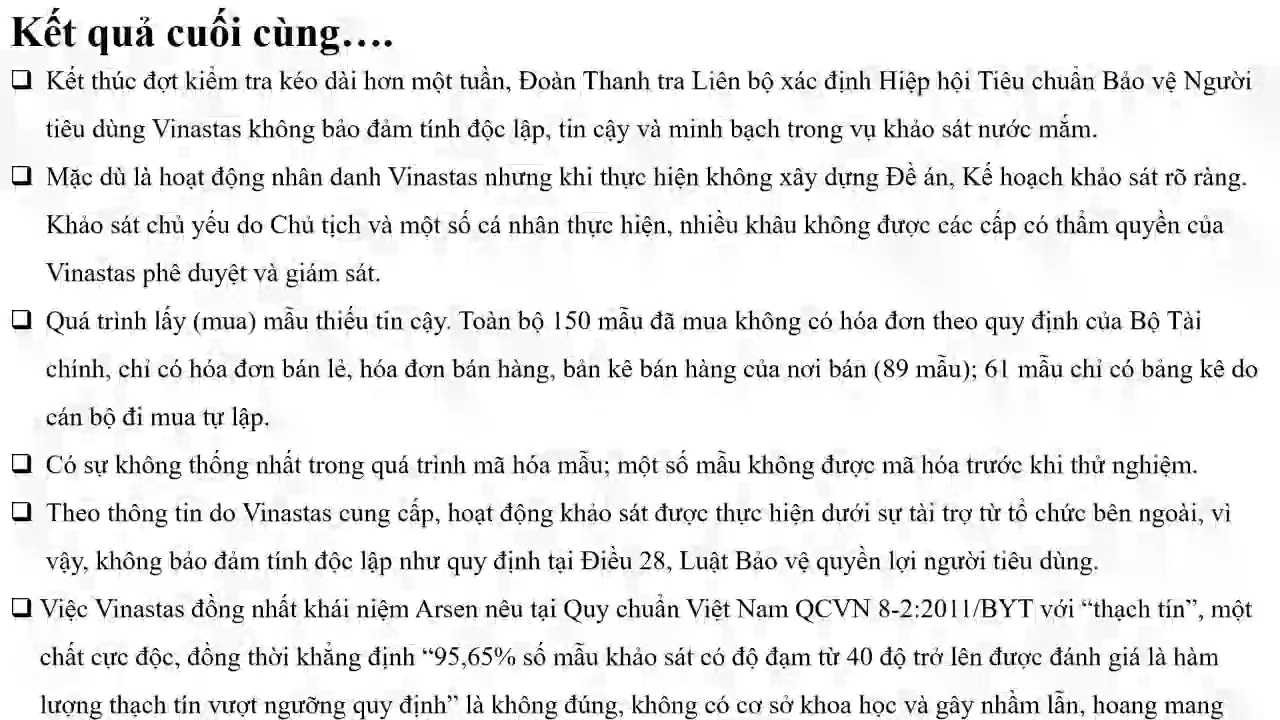 Kết quả cuối cùng….
❑ Kết thúc đợt kiểm tra kéo dài hơn một tuần, Đoàn Thanh tra Liên bộ xác định Hiệp hội Tiêu chuẩn Bảo vệ Người
tiêu dùng Vinastas không bảo đảm tính độc lập, tin cậy và minh bạch trong vụ khảo sát nước mắm.
❑ Mặc dù là hoạt động nhân danh Vinastas nhưng khi thực hiện không xây dựng Đề án, Kế hoạch khảo sát rõ ràng.
Khảo sát chủ yếu do Chủ tịch và một số cá nhân thực hiện, nhiều khâu không được các cấp có thẩm quyền của
Vinastas phê duyệt và giám sát.
❑ Quá trình lấy (mua) mẫu thiếu tin cậy. Toàn bộ 150 mẫu đã mua không có hóa đơn theo quy định của Bộ Tài
chính, chỉ có hóa đơn bán lẻ, hóa đơn bán hàng, bản kê bán hàng của nơi bán (89 mẫu); 61 mẫu chỉ có bảng kê do
cán bộ đi mua tự lập.
❑ Có sự không thống nhất trong quá trình mã hóa mẫu; một số mẫu không được mã hóa trước khi thử nghiệm.
❑ Theo thông tin do Vinastas cung cấp, hoạt động khảo sát được thực hiện dưới sự tài trợ từ tổ chức bên ngoài, vì
vậy, không bảo đảm tính độc lập như quy định tại Điều 28, Luật Bảo vệ quyền lợi người tiêu dùng.
❑ Việc Vinastas đồng nhất khái niệm Arsen nêu tại Quy chuẩn Việt Nam QCVN 8-2:2011/BYT với “thạch tín”, một
chất cực độc, đồng thời khẳng định “95,65% số mẫu khảo sát có độ đạm từ 40 độ trở lên được đánh giá là hàm
lượng thạch tín vượt ngưỡng quy định” là không đúng, không có cơ sở khoa học và gây nhầm lẫn, hoang mang